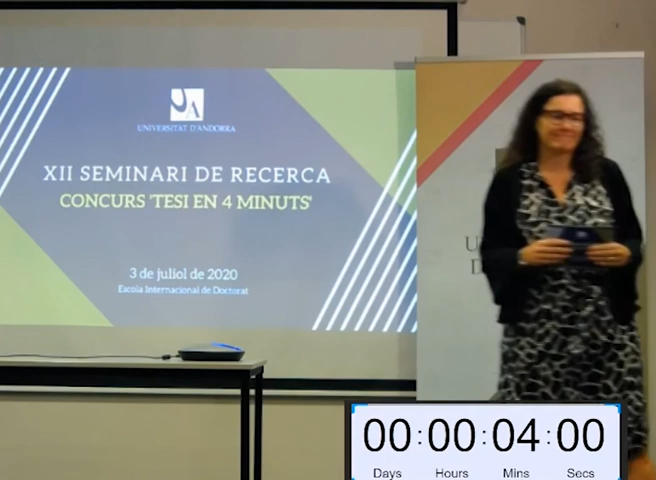 UA
UNIVERSITAT D'ANDORRA
XII SEMINARI DE RECERCA
CONCURS 'TESI EN 4 MINUTS'
3 de juliol de 2020
Escola Internacional de Doctorat
U
D
00:00:04:00
Days Hours Mins Secs